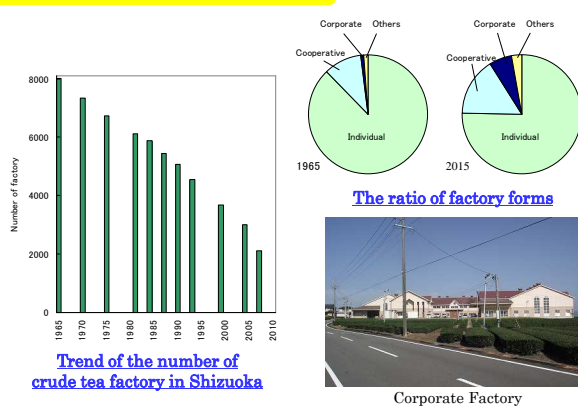 Number of factory
8000
6000
4000
2000
0
1965
1970
1975
1980
1985
1990
1995
2000
2005
2010
Trend of the number of
crude tea factory in Shizuoka
Corporate Others
Cooperative
Individual
1965
Corporate Others
Cooperative
Individual
2015
The ratio of factory forms
Corporate Factory